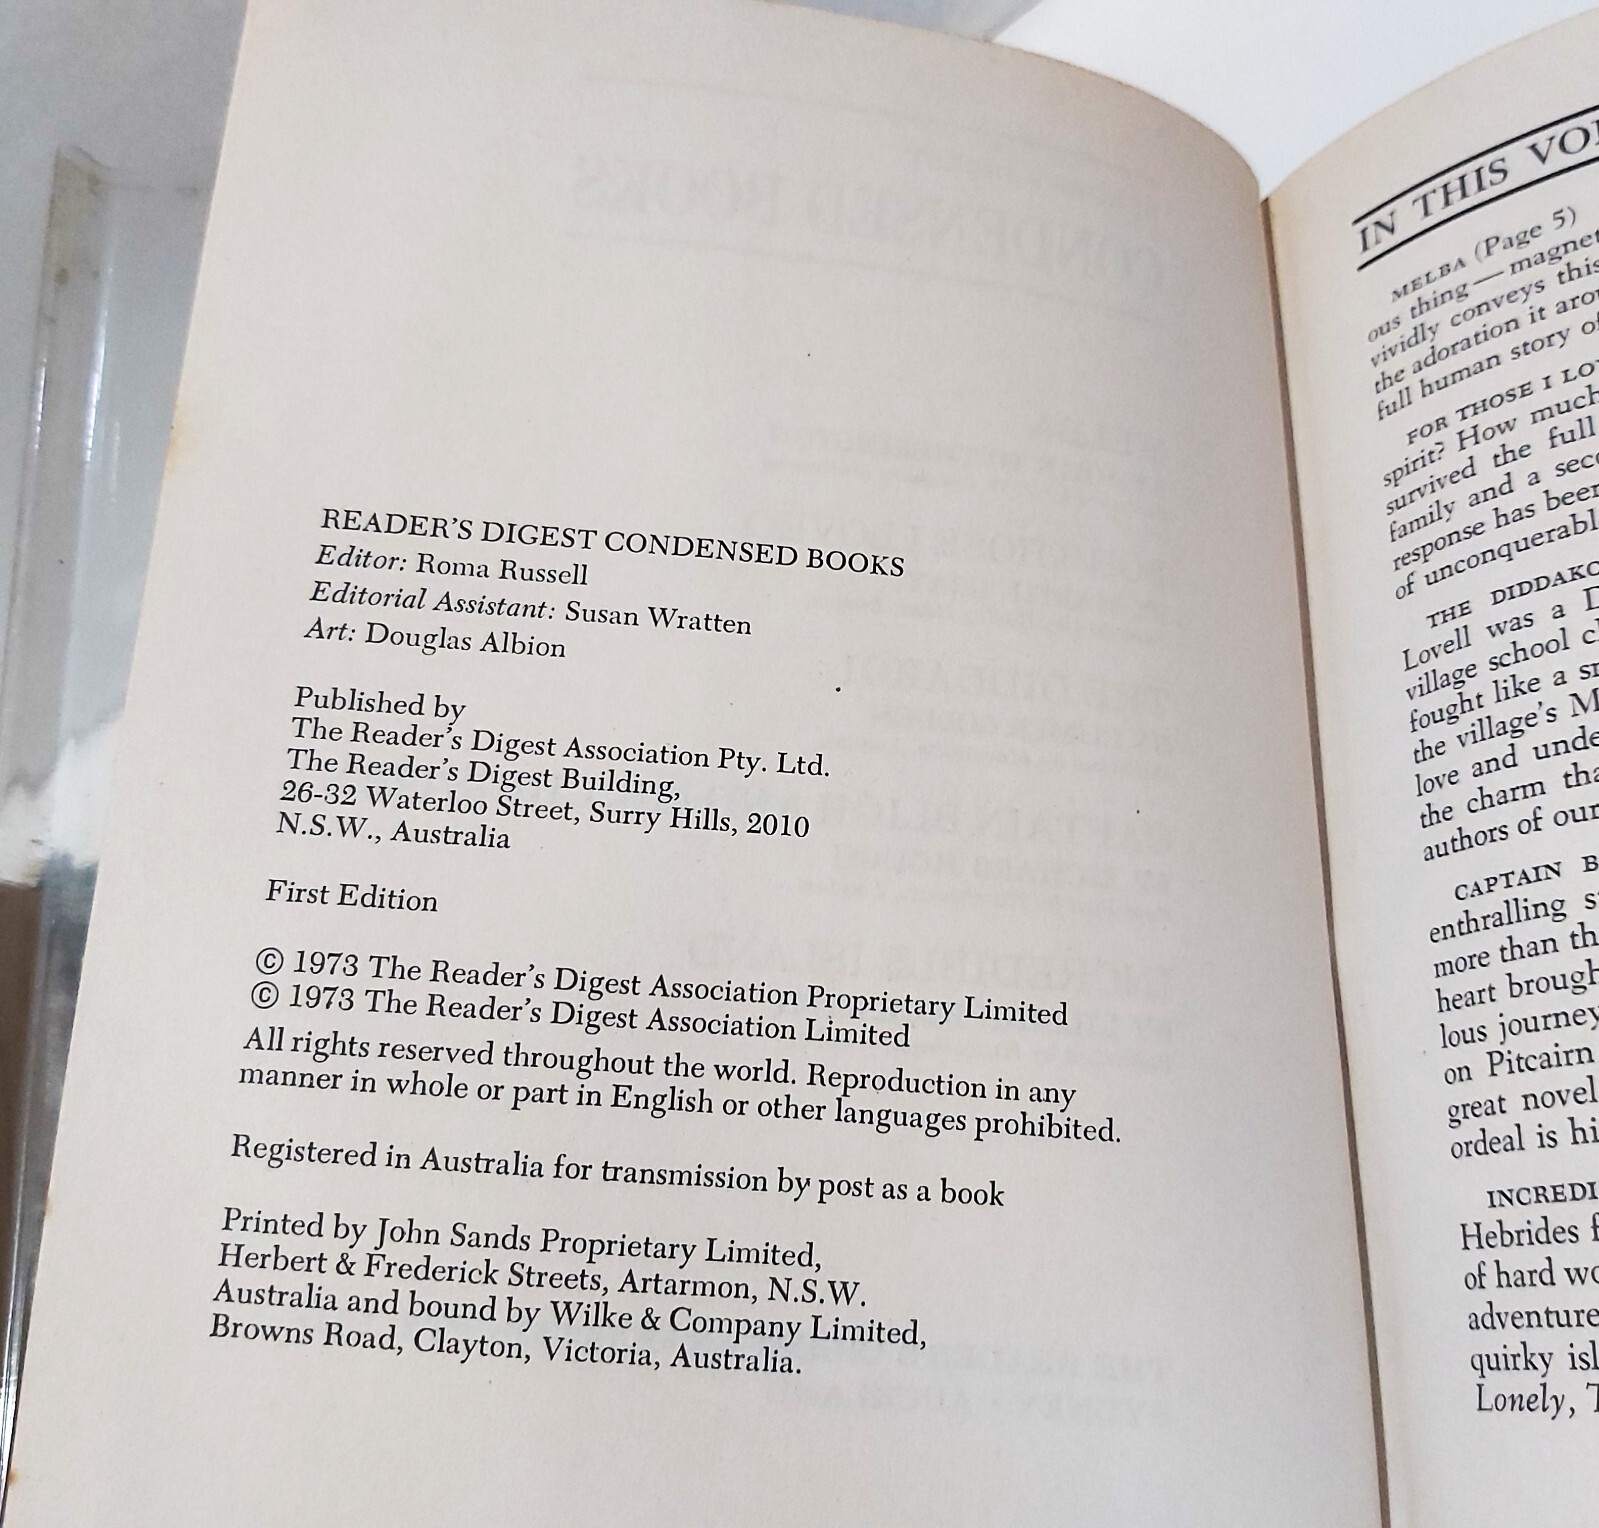 READER'S DIGEST CONDENSED BOOKS
Editor: Roma Russell
Editorial Assistant: Susan Wratten
Art: Douglas Albion
Published by
The Reader's Digest Association Pty. Ltd.
The Reader's Digest Building,
26-32 Waterloo Street, Surry Hills, 2010
N.S.W., Australia
First Edition
© 1973 The Reader's Digest Association Proprietary Limited
© 1973 The Reader's Digest Association Limited
All rights reserved throughout the world. Reproduction in any
manner in whole or part in English or other languages prohibited.
Registered in Australia for transmission by post as a book
Printed by John Sands Proprietary Limited,
Herbert & Frederick Streets, Artarmon, N.S.W.
Australia and bound by Wilke & Company Limited,
Browns Road, Clayton, Victoria, Australia.
IN THIS
MELBA (Page 5)
ous thing—magnet
vividly conveys this
the adoration it
full human story
FOR THOSE I
spirit? How much
survived the full
family and a
response has been
of
THE
Lovell was a
village school
fought like a
the village's
love and
the charm
authors of our
CAPTAIN
enthralling
more than
heart
lous journey
on Pitcairn
great novel
ordeal is
Hebrides
of hard
adventure
quirky
Lonely,